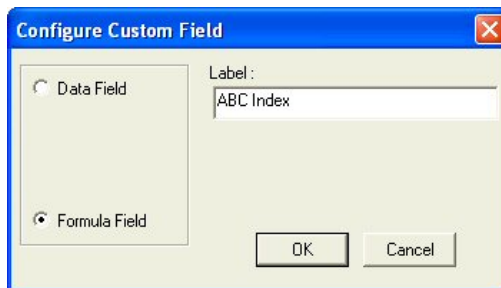 Configure Custom Field
Data Field
Label :
ABC Index
Formula Field
OK
Cancel